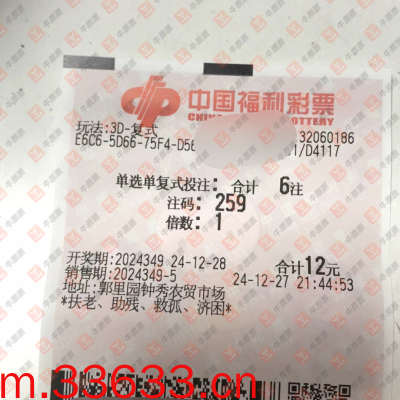 中国福利彩票
玩法:3D-复式
32060186
E6C6-5D66-75F4-D56
1/D4117
单选单复式投注: 合计 6注
注码: 259
倍数: 1
开奖期:2024349 24-12-28 合计12元
销售期:2024349-5 24-12-27 21:44:53
地址:郭里园钟秀农贸市场
*扶老、助残、救孤、济困*
m.33633.cn